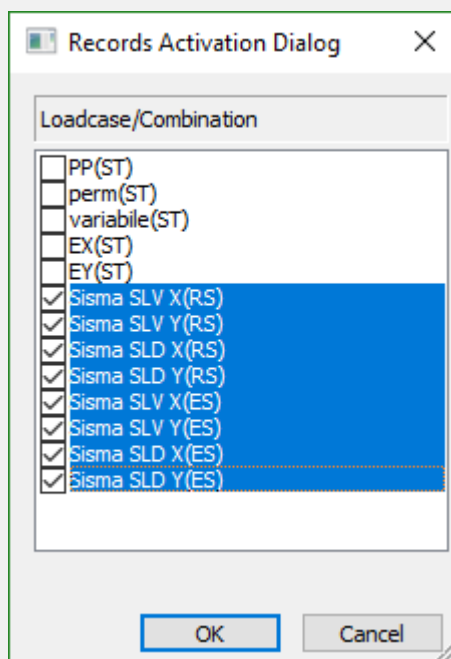 Records Activation Dialog
Loadcase/Combination
PP(ST)
perm(ST)
variabile(ST)
EX(ST)
EY(ST)
Sisma SLV X(RS)
Sisma SLV Y(RS)
Sisma SLD X(RS)
Sisma SLD Y(RS)
Sisma SLV X(ES)
Sisma SLV Y(ES)
Sisma SLD X(ES)
Sisma SLD Y(ES)
OK Cancel